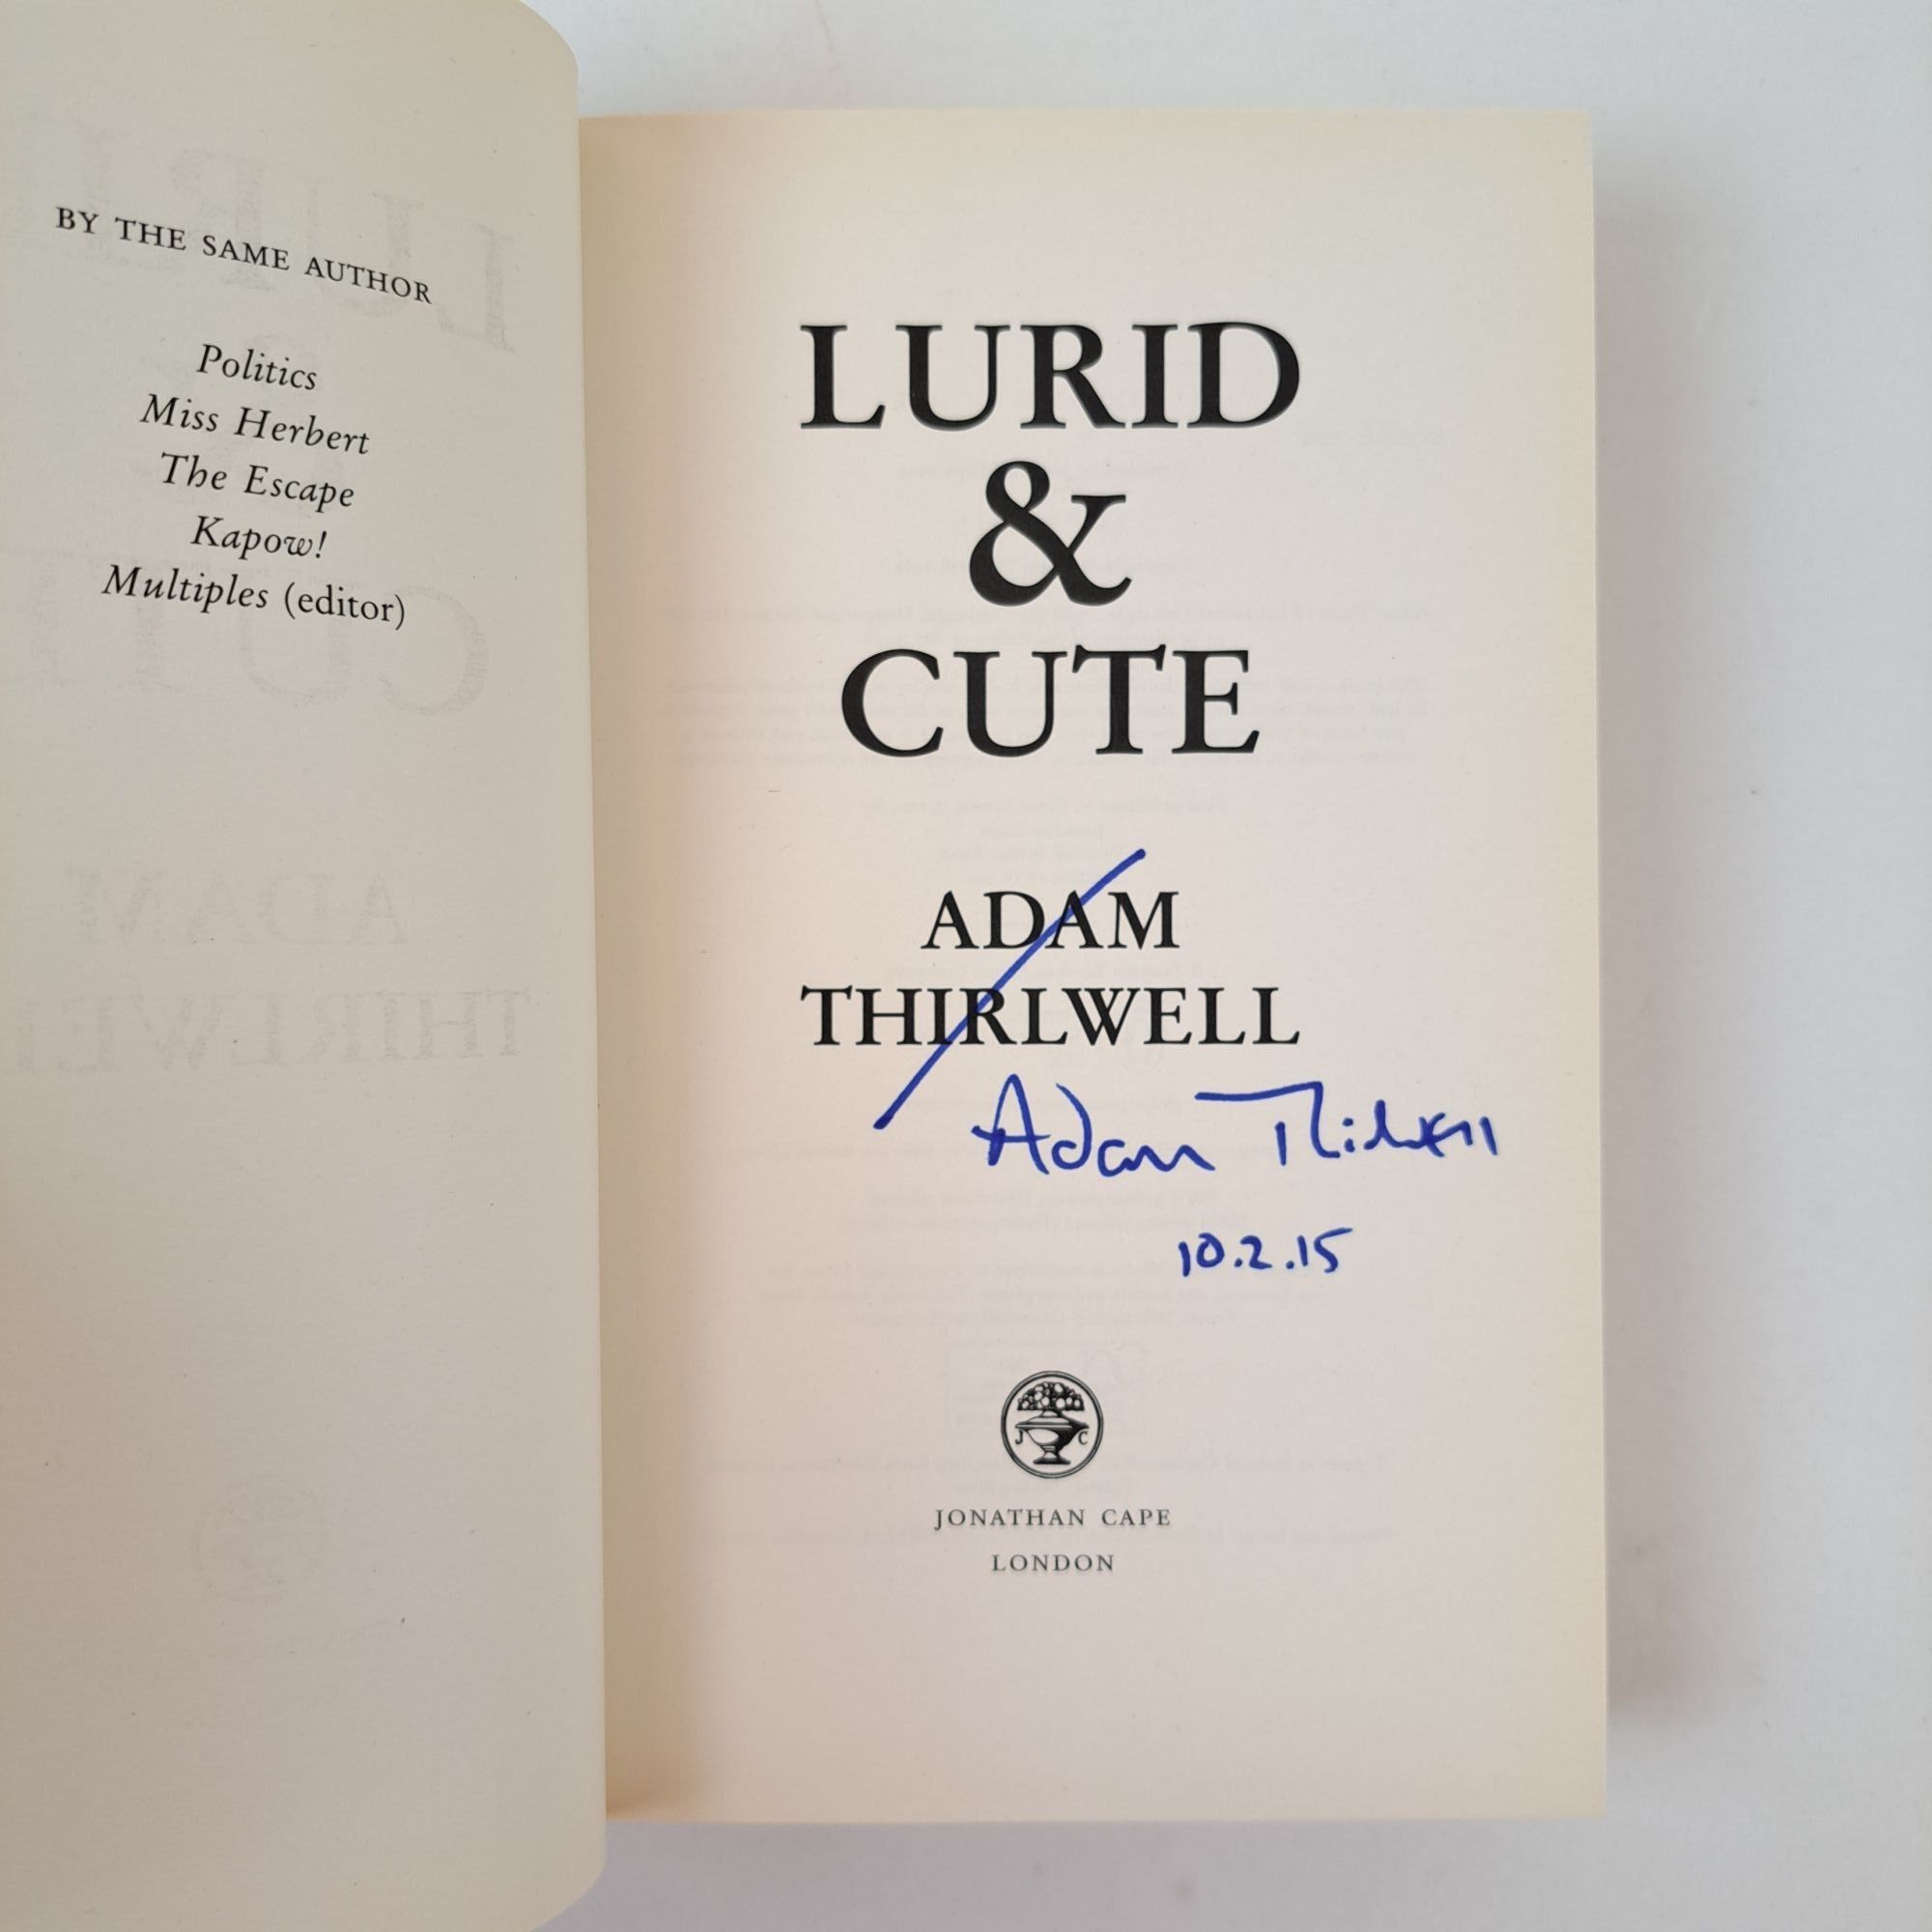 BY THE SAME AUTHOR
Politics
Miss Herbert
The Escape
Kapow!
Multiples (editor)
LURID
&
CUTE
ADAM
THIRLWELL
Adam Thirlwell
10.2.15
J C
JONATHAN CAPE
LONDON